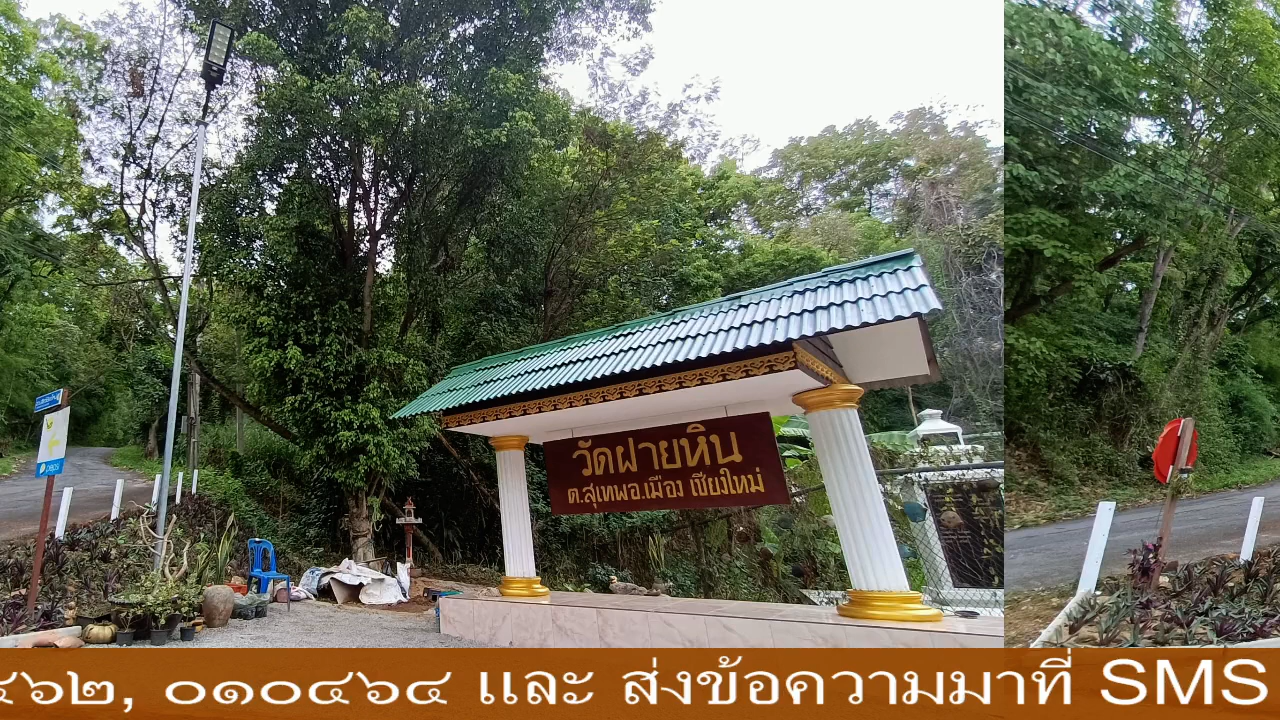 วัดฝายหิน
ต.สุเทพอ.เมือง เชียงใหม่
pepsi
๔๖๒, ๐๑๐๔๖๔ และ ส่งข้อความมาที่ SMS